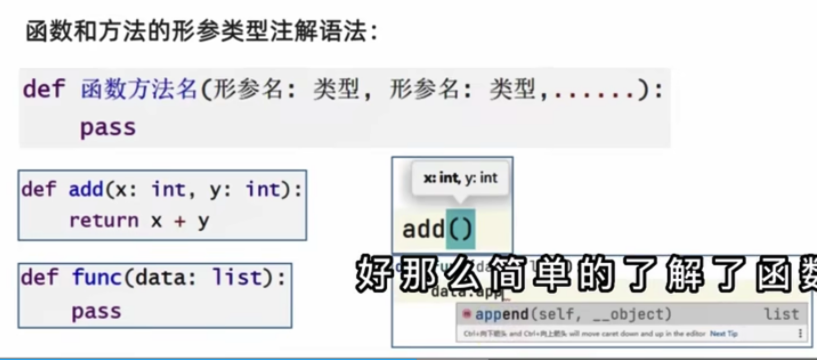 函数和方法的形参类型注解语法：
def 函数方法名(形参名: 类型, 形参名: 类型,......):
pass
def add(x: int, y: int):
return x + y
x: int, y: int
add()
def func(data: list):
pass
好那么简单的了解了函数
data.app
append(self, __object) list
Ctrl+向下箭头 and Ctrl+向上箭头 will move caret down and up in the editor Next Tip